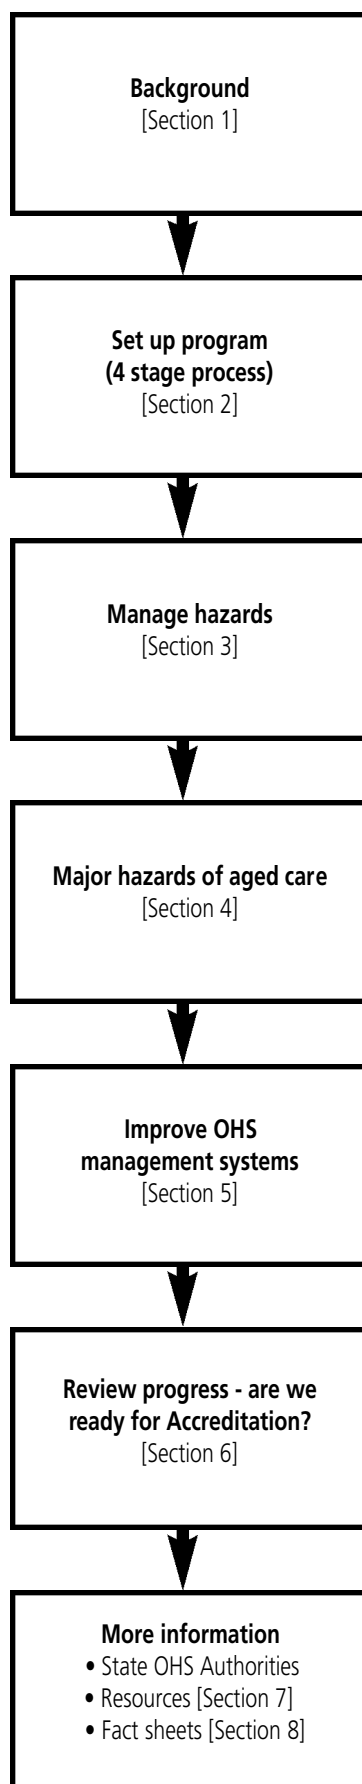 Background
[Section 1]
Set up program
(4 stage process)
[Section 2]
Manage hazards
[Section 3]
Major hazards of aged care
[Section 4]
Improve OHS
management systems
[Section 5]
Review progress - are we
ready for Accreditation?
[Section 6]
More information
• State OHS Authorities
• Resources [Section 7]
• Fact sheets [Section 8]